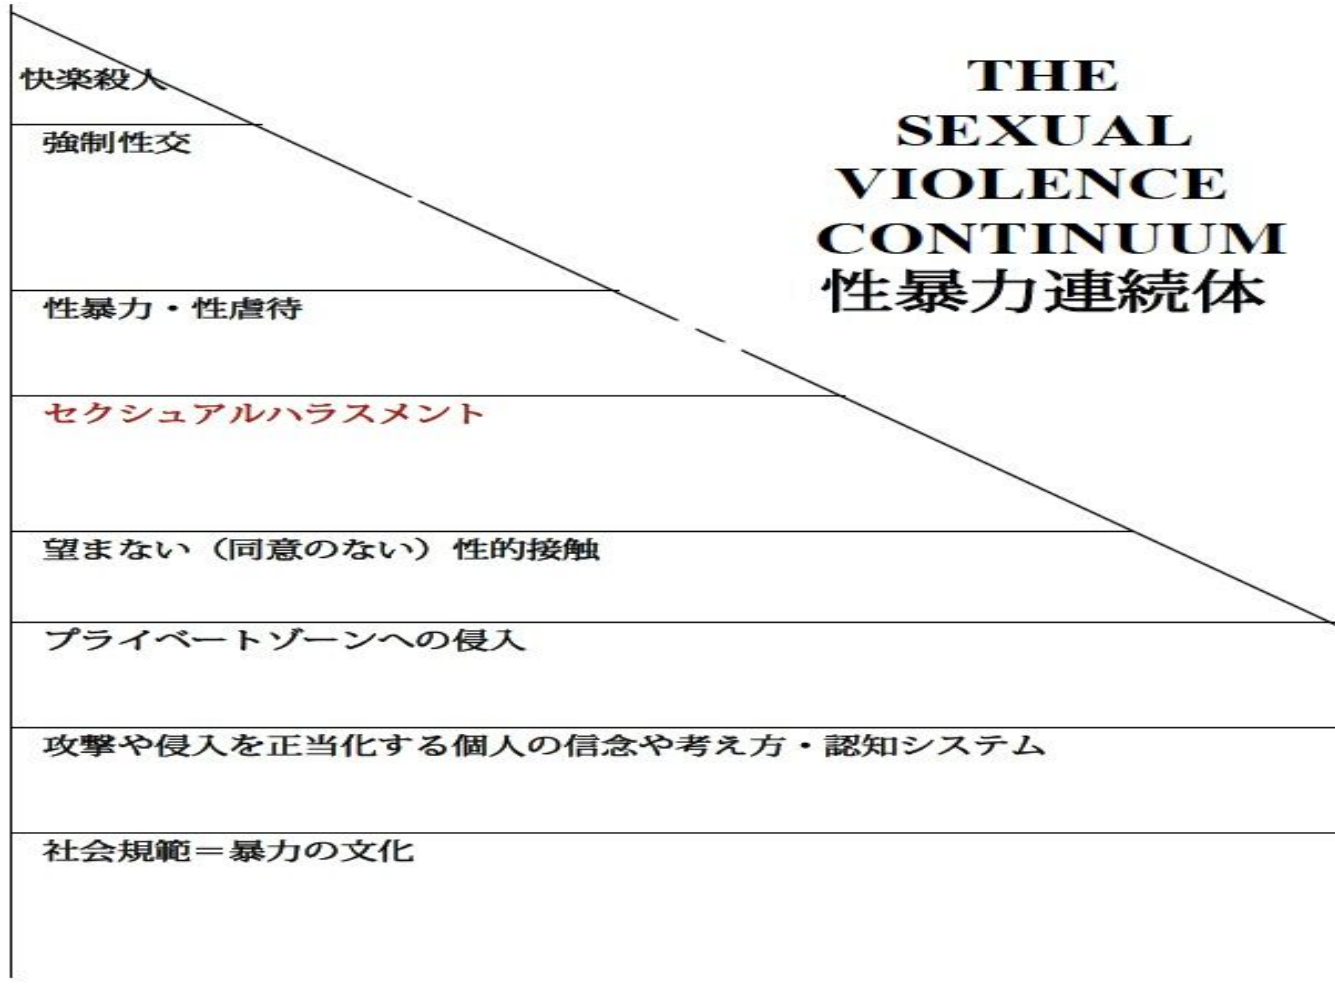 THE
SEXUAL
VIOLENCE
CONTINUUM
性暴力連続体
快楽殺人
強制性交
性暴力・性虐待
セクシュアルハラスメント
望まない（同意のない）性的接触
プライベートゾーンへの侵入
攻撃や侵入を正当化する個人の信念や考え方・認知システム
社会規範＝暴力の文化